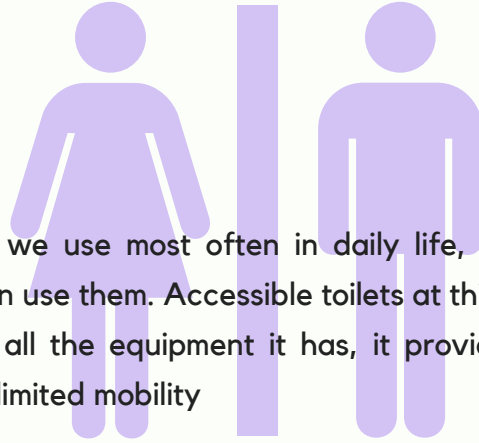 we use most often in daily life,
n use them. Accessible toilets at th
all the equipment it has, it provi
limited mobility